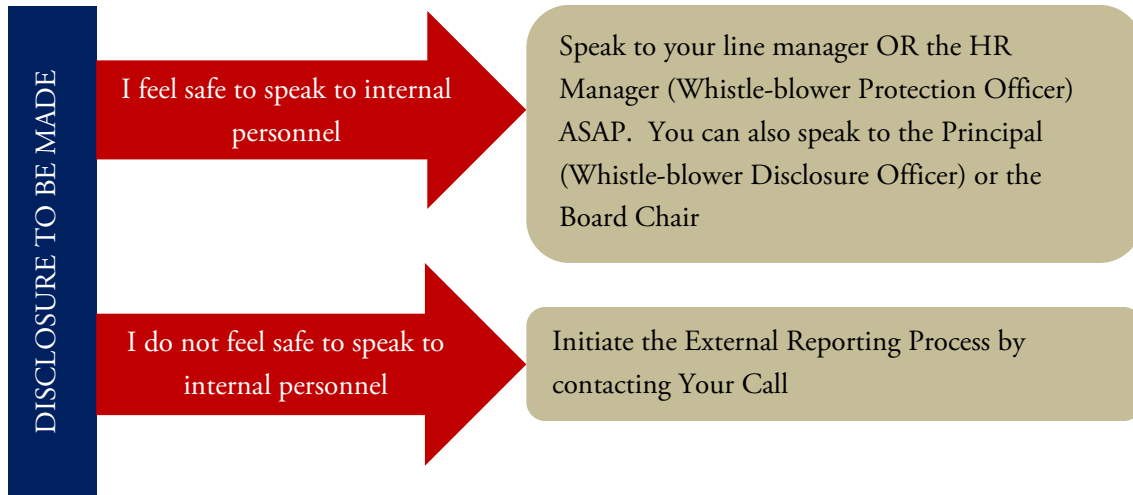 DISCLOSURE TO BE MADE
I feel safe to speak to internal
personnel
Speak to your line manager OR the HR
Manager (Whistle-blower Protection Officer)
ASAP.  You can also speak to the Principal
(Whistle-blower Disclosure Officer) or the
Board Chair
I do not feel safe to speak to
internal personnel
Initiate the External Reporting Process by
contacting Your Call